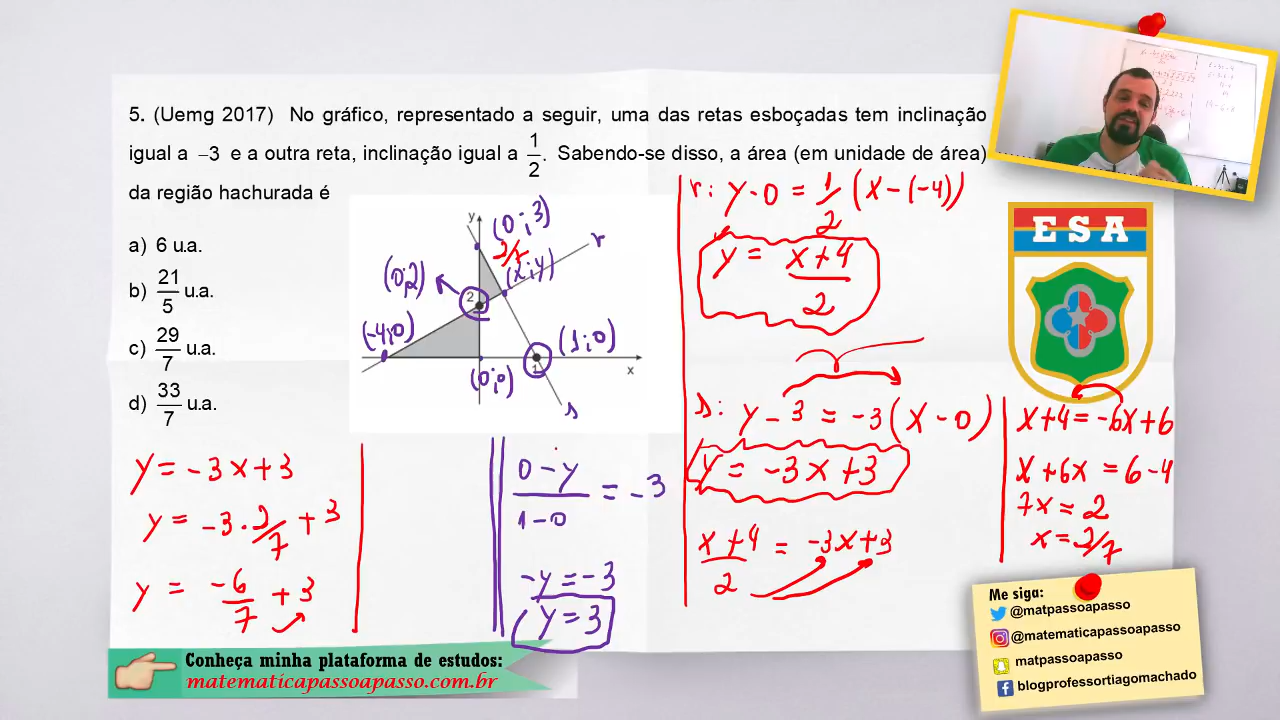 5. (Uemg 2017) No gráfico, representado a seguir, uma das retas esboçadas tem inclinação
igual a −3 e a outra reta, inclinação igual a 1/2. Sabendo-se disso, a área (em unidade de área)
da região hachurada é
a) 6 u.a.
b) 21/5 u.a.
c) 29/7 u.a.
d) 33/7 u.a.
y
(0;3)
2/7
r
(0;2)
2
(x;y)
(-4;0)
(1;0)
(0;0)
1
x
s
y = -3x+3
y = -3·2/7 + 3
y = -6/7 + 3
0-y/1-0 = -3
-y = -3
y = 3
r: y-0 = 1/2 (x-(-4))
y = x+4/2
s: y-3 = -3(x-0)
y = -3x+3
x+4/2 = -3x+3
x+4 = -6x+6
x+6x = 6-4
7x = 2
x = 2/7
ESA
Conheça minha plataforma de estudos:
matematicapassoapasso.com.br
Me siga:
@matpassoapasso
@matematicapassoapasso
matpassoapasso
blogprofessortiagomachado